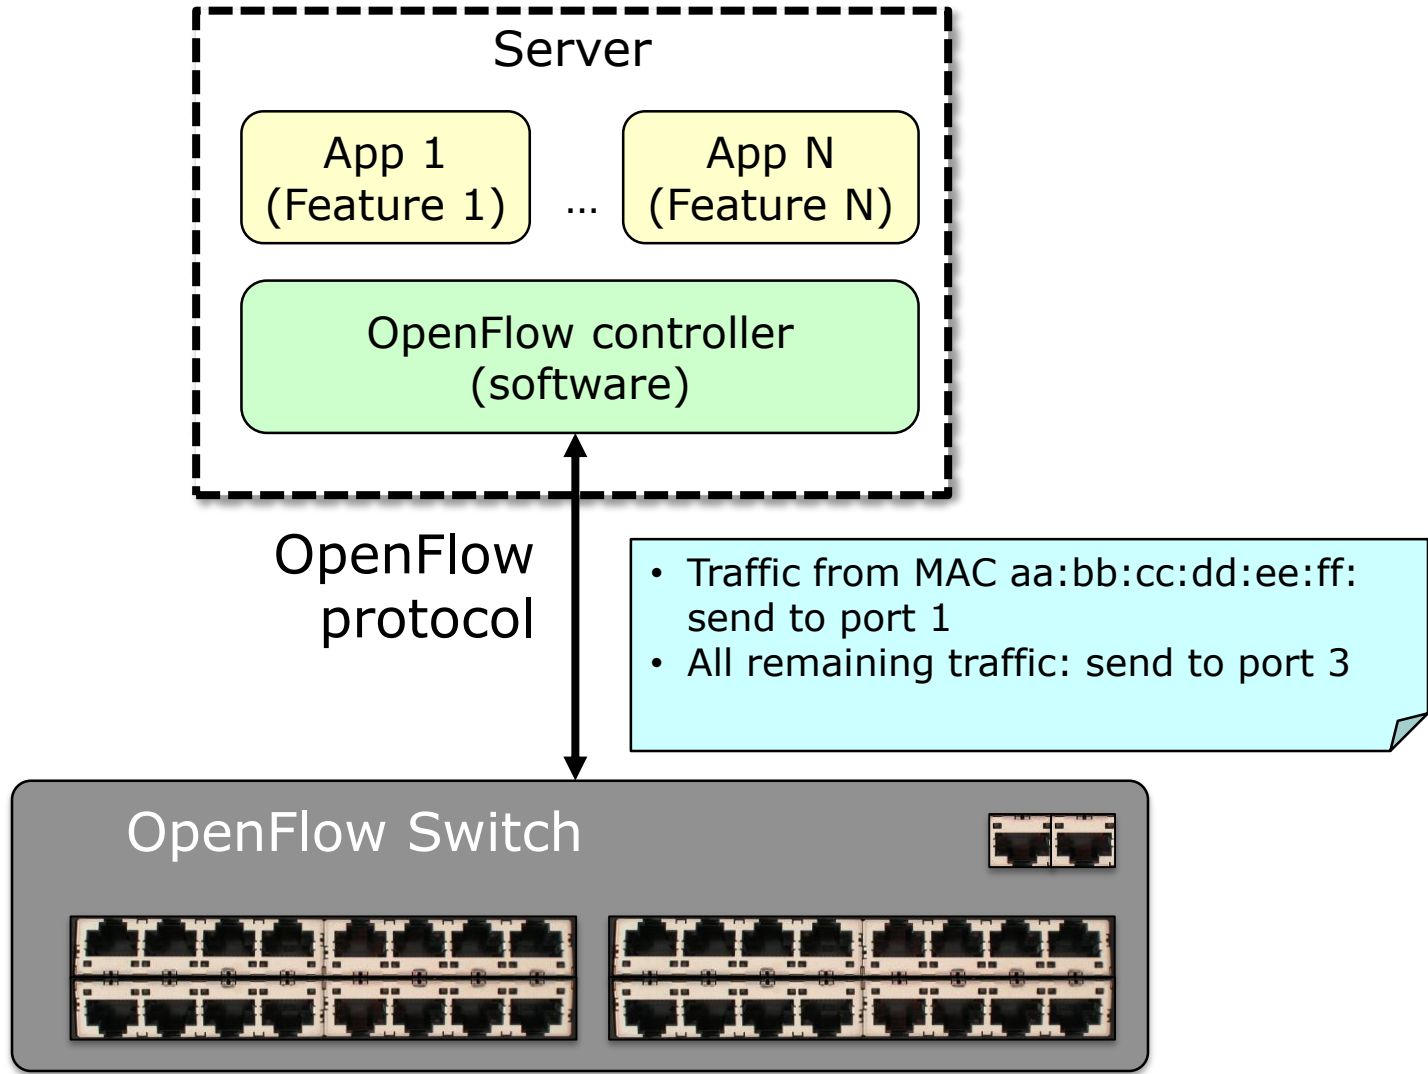 Server
App 1
(Feature 1)
...
App N
(Feature N)
OpenFlow controller
(software)
OpenFlow
protocol
• Traffic from MAC aa:bb:cc:dd:ee:ff:
send to port 1
• All remaining traffic: send to port 3
OpenFlow Switch